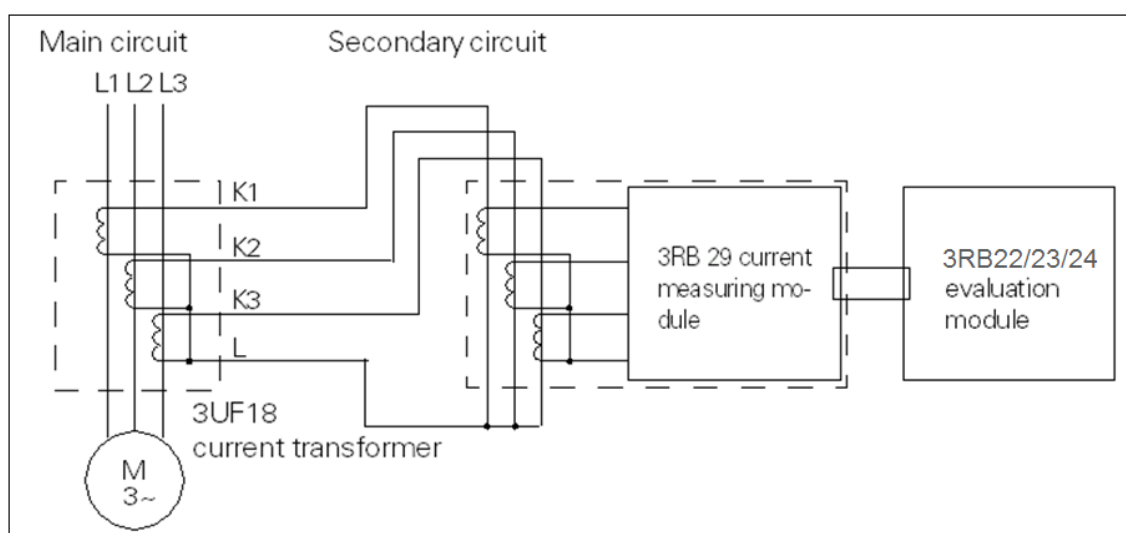 Main circuit
Secondary circuit
L1 L2 L3
K1
K2
K3
L
3UF18
current transformer
M
3~
3RB 29 current
measuring mo-
dule
3RB22/23/24
evaluation
module